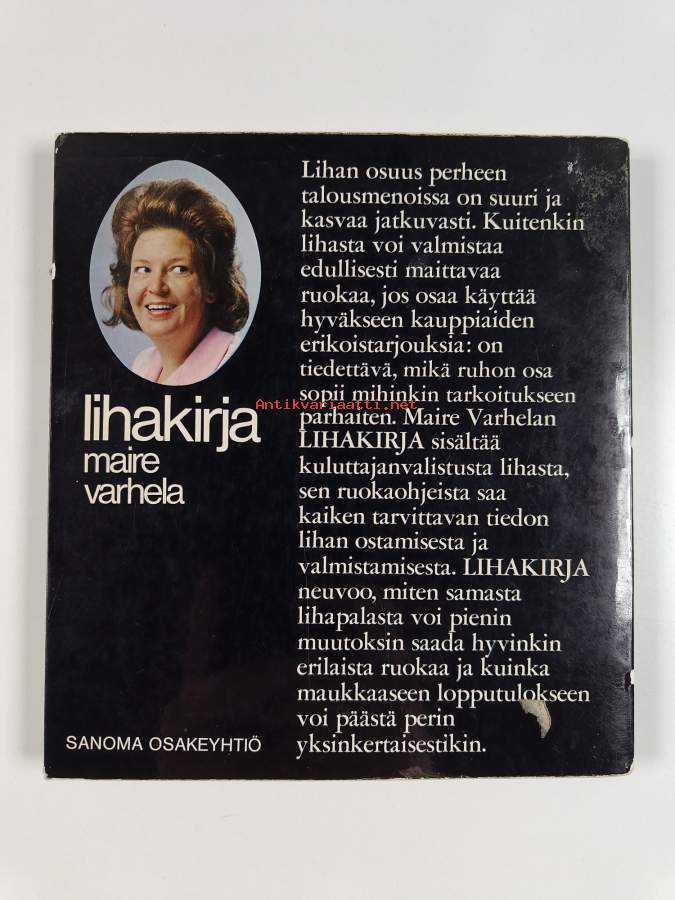 lihakirja
maire
varhela
SANOMA OSAKEYHTIÖ
Lihan osuus perheen
talousmenoissa on suuri ja
kasvaa jatkuvasti. Kuitenkin
lihasta voi valmistaa
edullisesti maittavaa
ruokaa, jos osaa käyttää
hyväkseen kauppiaiden
erikoistarjouksia: on
tiedettävä, mikä ruhon osa
sopii mihinkin tarkoitukseen
parhaiten. Maire Varhelan
LIHAKIRJA sisältää
kuluttajanvalistusta lihasta,
sen ruokaohjeista saa
kaiken tarvittavan tiedon
lihan ostamisesta ja
valmistamisesta. LIHAKIRJA
neuvoo, miten samasta
lihapalasta voi pienin
muutoksin saada hyvinkin
erilaista ruokaa ja kuinka
maukkaaseen lopputulokseen
voi päästä perin
yksinkertaisestikin.
Antikvariaatti.net